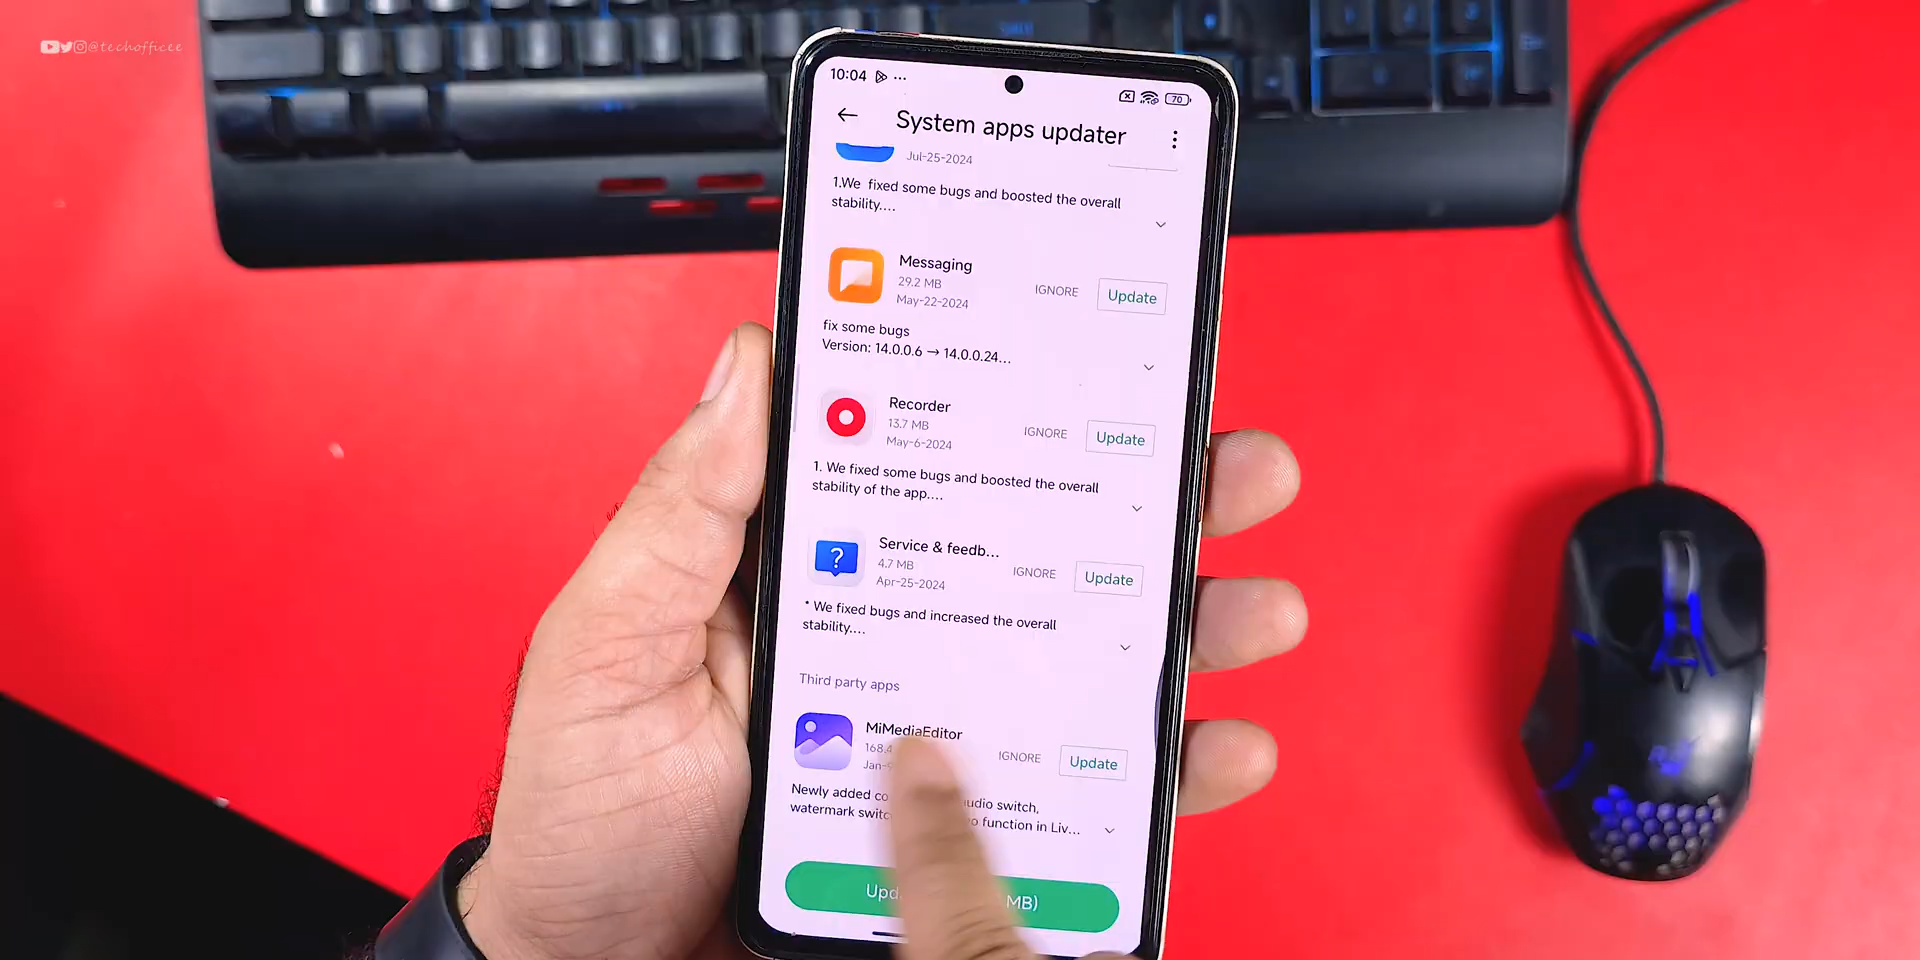 @techofficee
10:04
70
System apps updater
Jul-25-2024
1.We fixed some bugs and boosted the overall
stability....
Messaging
29.2 MB
May-22-2024
IGNORE
Update
fix some bugs
Version: 14.0.0.6 → 14.0.0.24...
Recorder
13.7 MB
May-6-2024
IGNORE
Update
1. We fixed some bugs and boosted the overall
stability of the app....
Service & feedb...
4.7 MB
Apr-25-2024
IGNORE
Update
* We fixed bugs and increased the overall
stability....
Third party apps
MiMediaEditor
168.4
Jan-
IGNORE
Update
Newly added switch,
watermark function in Liv...
MB)